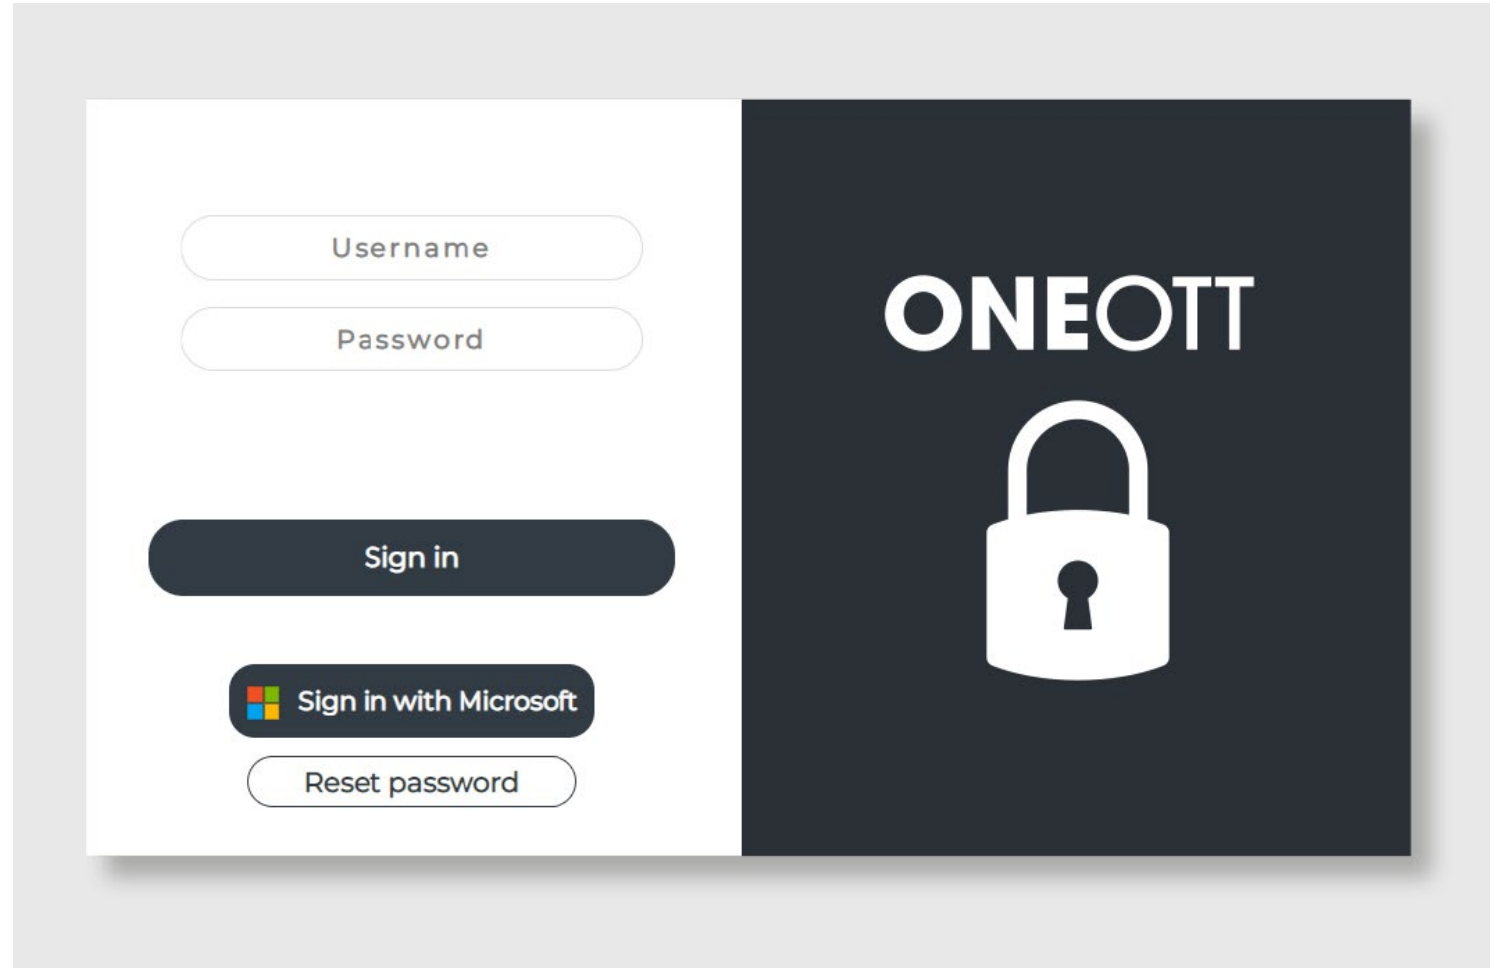 Username
Password
Sign in
Sign in with Microsoft
Reset password
ONEOTT